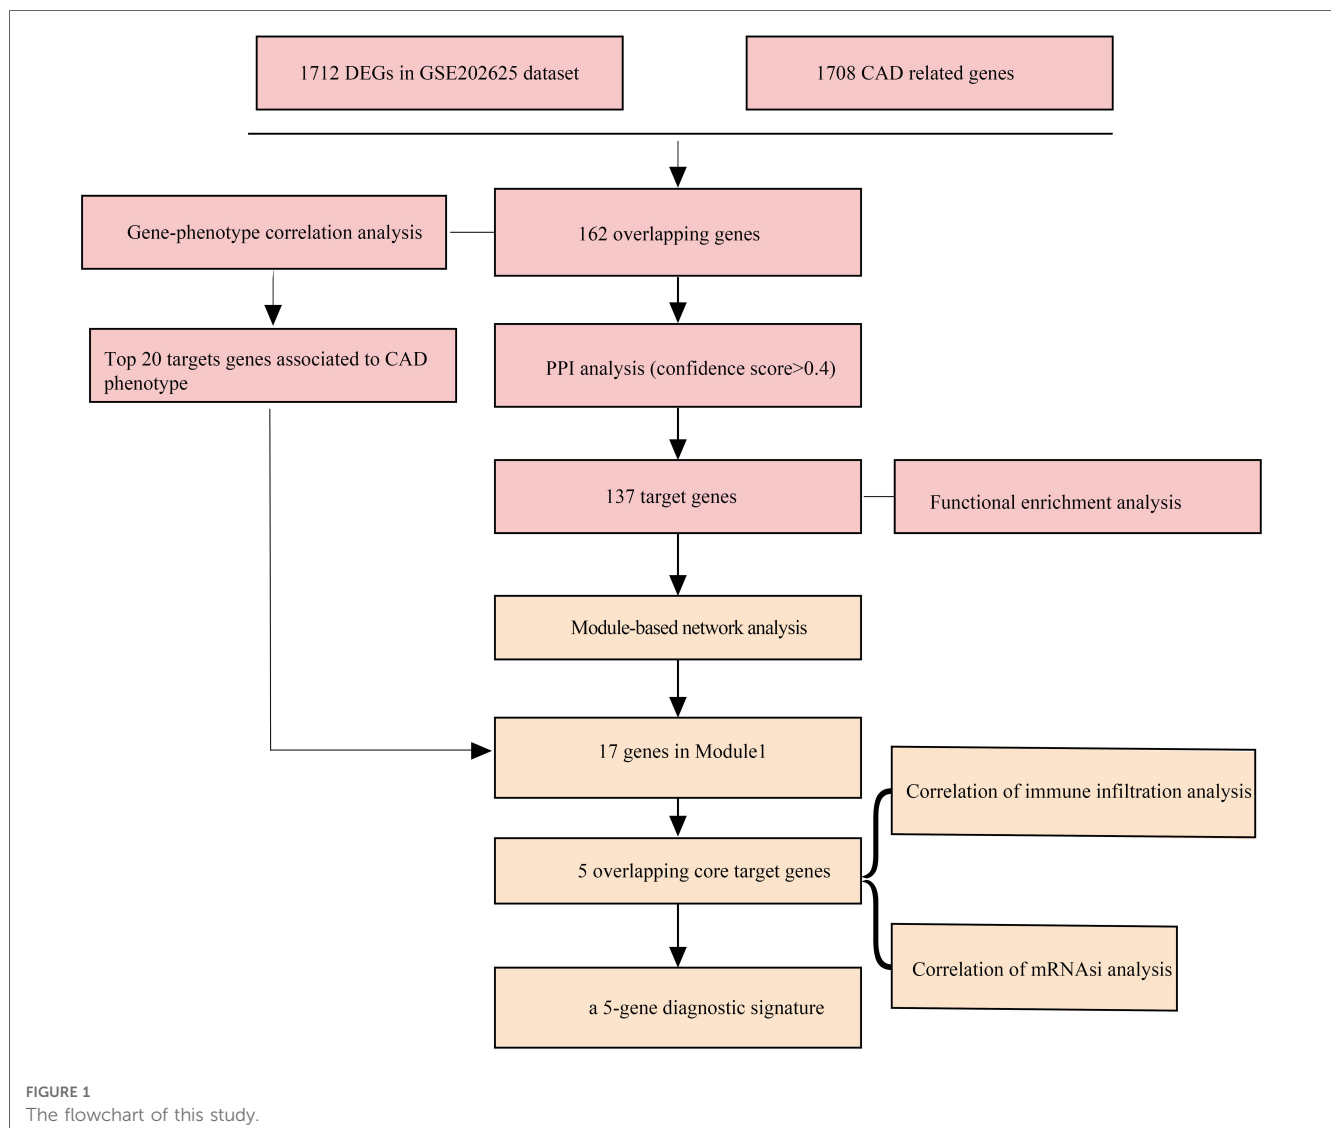 1712 DEGs in GSE202625 dataset
1708 CAD related genes
Gene-phenotype correlation analysis
162 overlapping genes
Top 20 targets genes associated to CAD
phenotype
PPI analysis (confidence score>0.4)
137 target genes
Functional enrichment analysis
Module-based network analysis
17 genes in Module1
Correlation of immune infiltration analysis
5 overlapping core target genes
Correlation of mRNAsi analysis
a 5-gene diagnostic signature
FIGURE 1
The flowchart of this study.